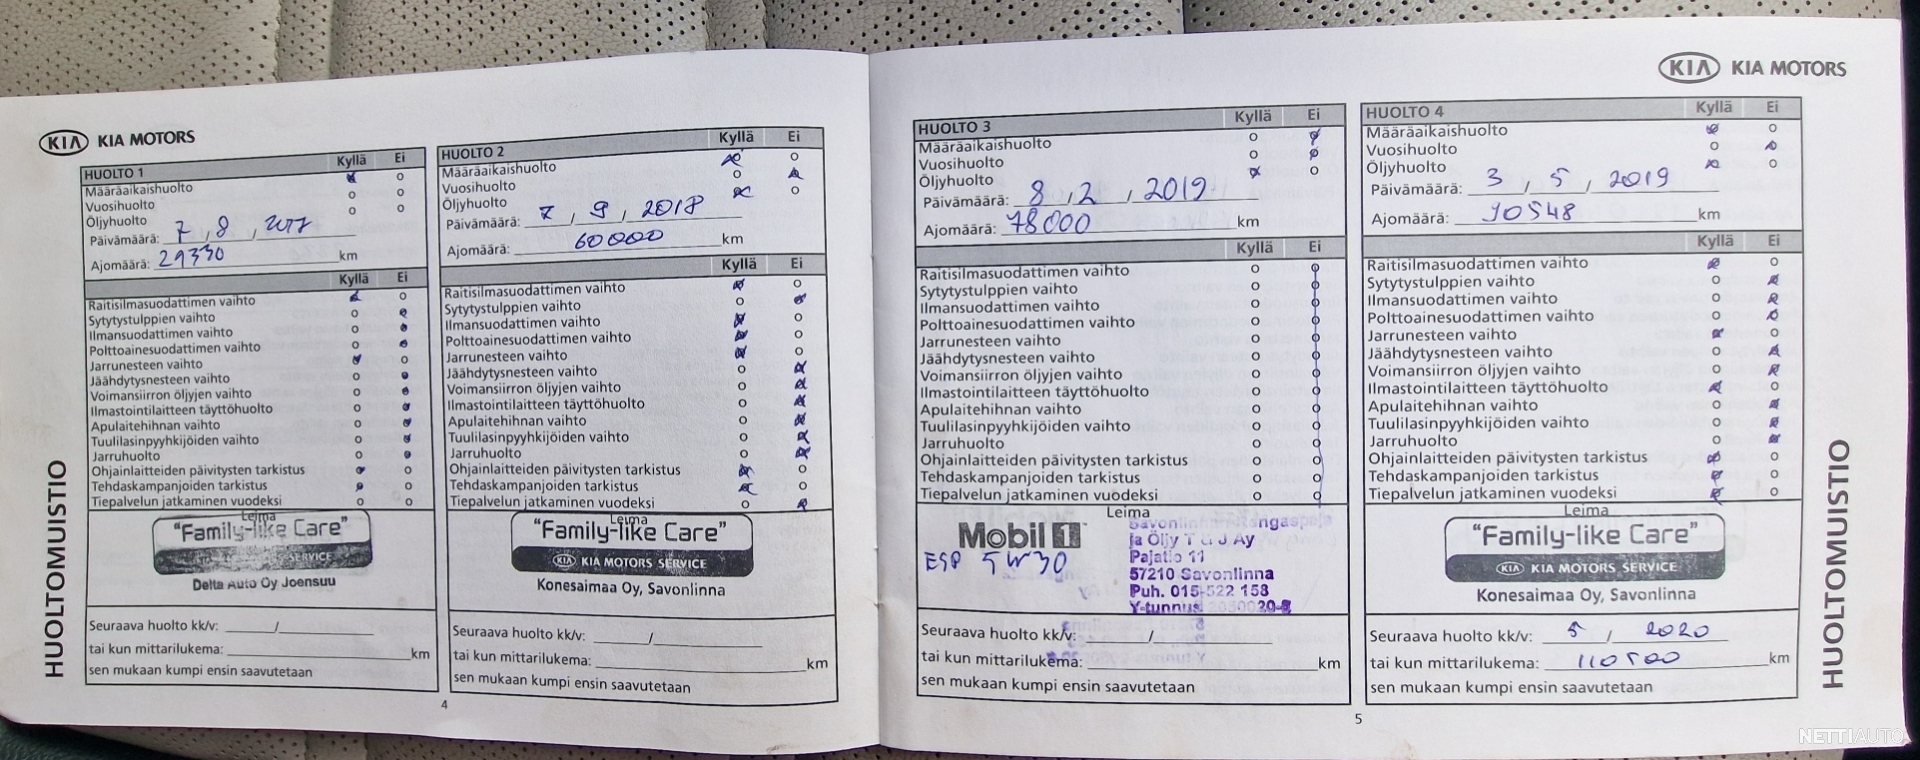 KIA KIA MOTORS
HUOLTO 1 Kyllä Ei
Määräaikaishuolto
Vuosihuolto
Öljyhuolto
Päivämäärä: 7, 8, 2017
Ajomäärä: 29330 km
Kyllä Ei
Raitisilmasuodattimen vaihto
Sytytystulppien vaihto
Ilmansuodattimen vaihto
Polttoainesuodattimen vaihto
Jarrunesteen vaihto
Jäähdytysnesteen vaihto
Voimansiirron öljyjen vaihto
Ilmastointilaitteen täyttöhuolto
Apulaitehihnan vaihto
Tuulilasinpyyhkijöiden vaihto
Jarruhuolto
Ohjainlaitteiden päivitysten tarkistus
Tehdaskampanjoiden tarkistus
Tiepalvelun jatkaminen vuodeksi
Leima
"Family-like Care"
SERVICE
Delta Auto Oy Joensuu
Seuraava huolto kk/v: /
tai kun mittarilukema: km
sen mukaan kumpi ensin saavutetaan
HUOLTOMUISTIO
HUOLTO 2 Kyllä Ei
Määräaikaishuolto
Vuosihuolto
Öljyhuolto
Päivämäärä: 7, 9, 2018
Ajomäärä: 60000 km
Kyllä Ei
Raitisilmasuodattimen vaihto
Sytytystulppien vaihto
Ilmansuodattimen vaihto
Polttoainesuodattimen vaihto
Jarrunesteen vaihto
Jäähdytysnesteen vaihto
Voimansiirron öljyjen vaihto
Ilmastointilaitteen täyttöhuolto
Apulaitehihnan vaihto
Tuulilasinpyyhkijöiden vaihto
Jarruhuolto
Ohjainlaitteiden päivitysten tarkistus
Tehdaskampanjoiden tarkistus
Tiepalvelun jatkaminen vuodeksi
Leima
"Family-like Care"
KIA KIA MOTORS SERVICE
Konesaimaa Oy, Savonlinna
Seuraava huolto kk/v: /
tai kun mittarilukema: km
sen mukaan kumpi ensin saavutetaan
4
KIA KIA MOTORS
HUOLTO 3 Kyllä Ei
Määräaikaishuolto
Vuosihuolto
Öljyhuolto
Päivämäärä: 8, 2, 2019
Ajomäärä: 78000 km
Kyllä Ei
Raitisilmasuodattimen vaihto
Sytytystulppien vaihto
Ilmansuodattimen vaihto
Polttoainesuodattimen vaihto
Jarrunesteen vaihto
Jäähdytysnesteen vaihto
Voimansiirron öljyjen vaihto
Ilmastointilaitteen täyttöhuolto
Apulaitehihnan vaihto
Tuulilasinpyyhkijöiden vaihto
Jarruhuolto
Ohjainlaitteiden päivitysten tarkistus
Tehdaskampanjoiden tarkistus
Tiepalvelun jatkaminen vuodeksi
Leima
Mobil 1
ESP 5W30
ja Öljy T & J Ay
Pajatie 11
57210 Savonlinna
Puh. 015-522 158
Y-tunnus
Seuraava huolto kk/v: /
tai kun mittarilukema: km
sen mukaan kumpi ensin saavutetaan
HUOLTO 4 Kyllä Ei
Määräaikaishuolto
Vuosihuolto
Öljyhuolto
Päivämäärä: 3, 5, 2019
Ajomäärä: 90548 km
Kyllä Ei
Raitisilmasuodattimen vaihto
Sytytystulppien vaihto
Ilmansuodattimen vaihto
Polttoainesuodattimen vaihto
Jarrunesteen vaihto
Jäähdytysnesteen vaihto
Voimansiirron öljyjen vaihto
Ilmastointilaitteen täyttöhuolto
Apulaitehihnan vaihto
Tuulilasinpyyhkijöiden vaihto
Jarruhuolto
Ohjainlaitteiden päivitysten tarkistus
Tehdaskampanjoiden tarkistus
Tiepalvelun jatkaminen vuodeksi
Leima
"Family-like Care"
KIA KIA MOTORS SERVICE
Konesaimaa Oy, Savonlinna
Seuraava huolto kk/v: 5 / 2020
tai kun mittarilukema: 110500 km
sen mukaan kumpi ensin saavutetaan
HUOLTOMUISTIO
5
NETTIAUTO